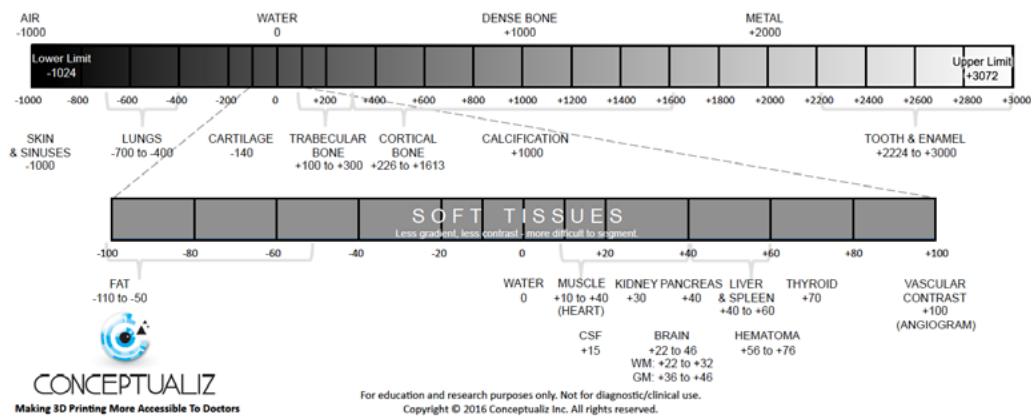 AIR WATER DENSE BONE METAL
-1000 0 +1000 +2000
Lower Limit Upper Limit
-1024 +3072
-1000 -800 -600 -400 -200 0 +200 +400 +600 +800 +1000 +1200 +1400 +1600 +1800 +2000 +2200 +2400 +2600 +2800 +3000
SKIN LUNGS CARTILAGE TRABECULAR CORTICAL CALCIFICATION TOOTH & ENAMEL
& SINUSES -700 to -400 -140 BONE BONE +1000 +2224 to +3000
-1000 +100 to +300 +226 to +1613
SOFT TISSUES
Less gradient, less contrast - more difficult to segment.
-100 -80 -60 -40 -20 0 +20 +40 +60 +80 +100
FAT WATER MUSCLE KIDNEY PANCREAS LIVER THYROID VASCULAR
-110 to -50 0 +10 to +40 +30 +40 & SPLEEN +70 CONTRAST
(HEART) +40 to +60 +100
(ANGIOGRAM)
CSF BRAIN HEMATOMA
+15 +22 to 46 +56 to +76
WM: +22 to +32
GM: +36 to +46
CONCEPTUALIZ
Making 3D Printing More Accessible To Doctors
For education and research purposes only. Not for diagnostic/clinical use.
Copyright © 2016 Conceptualiz Inc. All rights reserved.